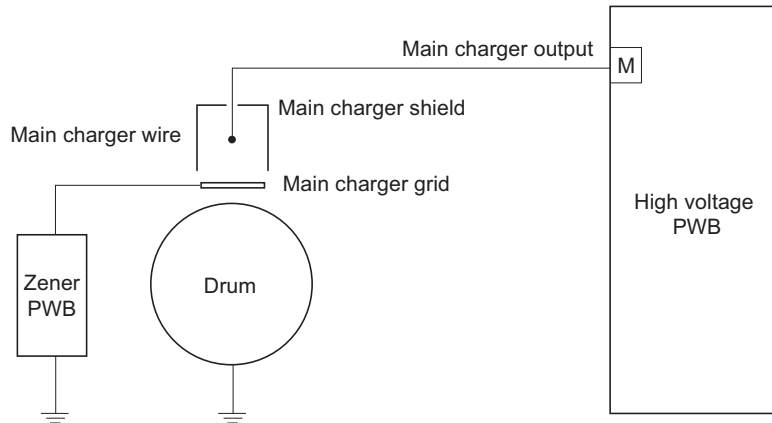 Main charger output
M
Main charger shield
Main charger wire
Main charger grid
High voltage
PWB
Zener
PWB
Drum